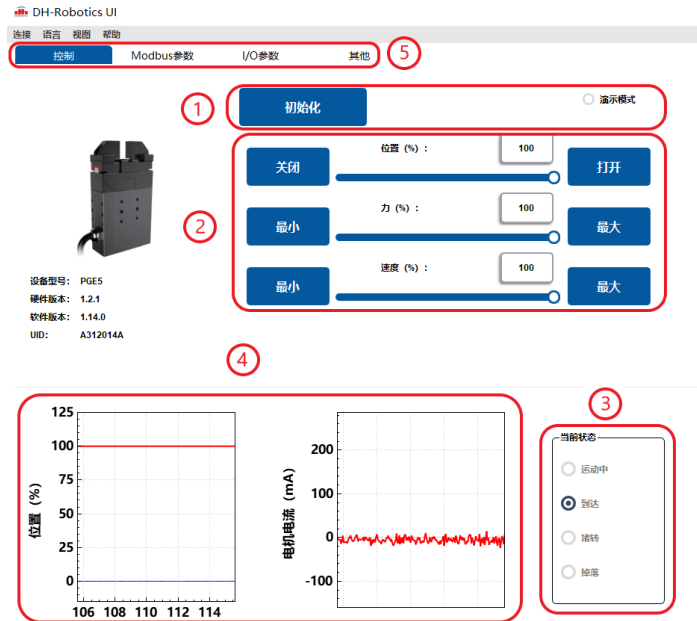 DH-Robotics UI
连接 语言 视图 帮助
控制 Modbus参数 I/O参数 其他
5
1
初始化
演示模式
2
位置 (%) :
100
关闭
打开
力 (%) :
100
最小
最大
速度 (%) :
100
最小
最大
设备型号: PGE5
硬件版本: 1.2.1
软件版本: 1.14.0
UID: A312014A
4
3
125
100
75
50
25
0
位置 (%)
106 108 110 112 114
200
100
0
-100
电机电流 (mA)
当前状态
运动中
到达
堵转
掉落